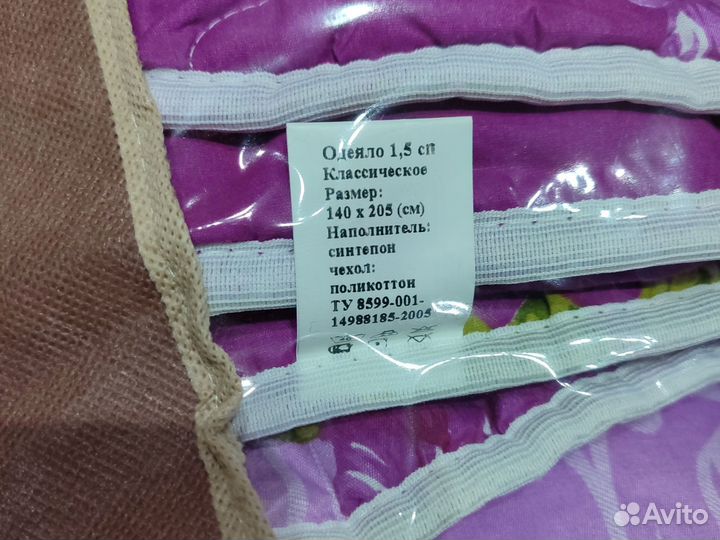 Одеяло 1,5 сп
Классическое
Размер:
140 x 205 (см)
Наполнитель:
синтепон
чехол:
поликоттон
ТУ 8599-001-
14988185-2005
Avito